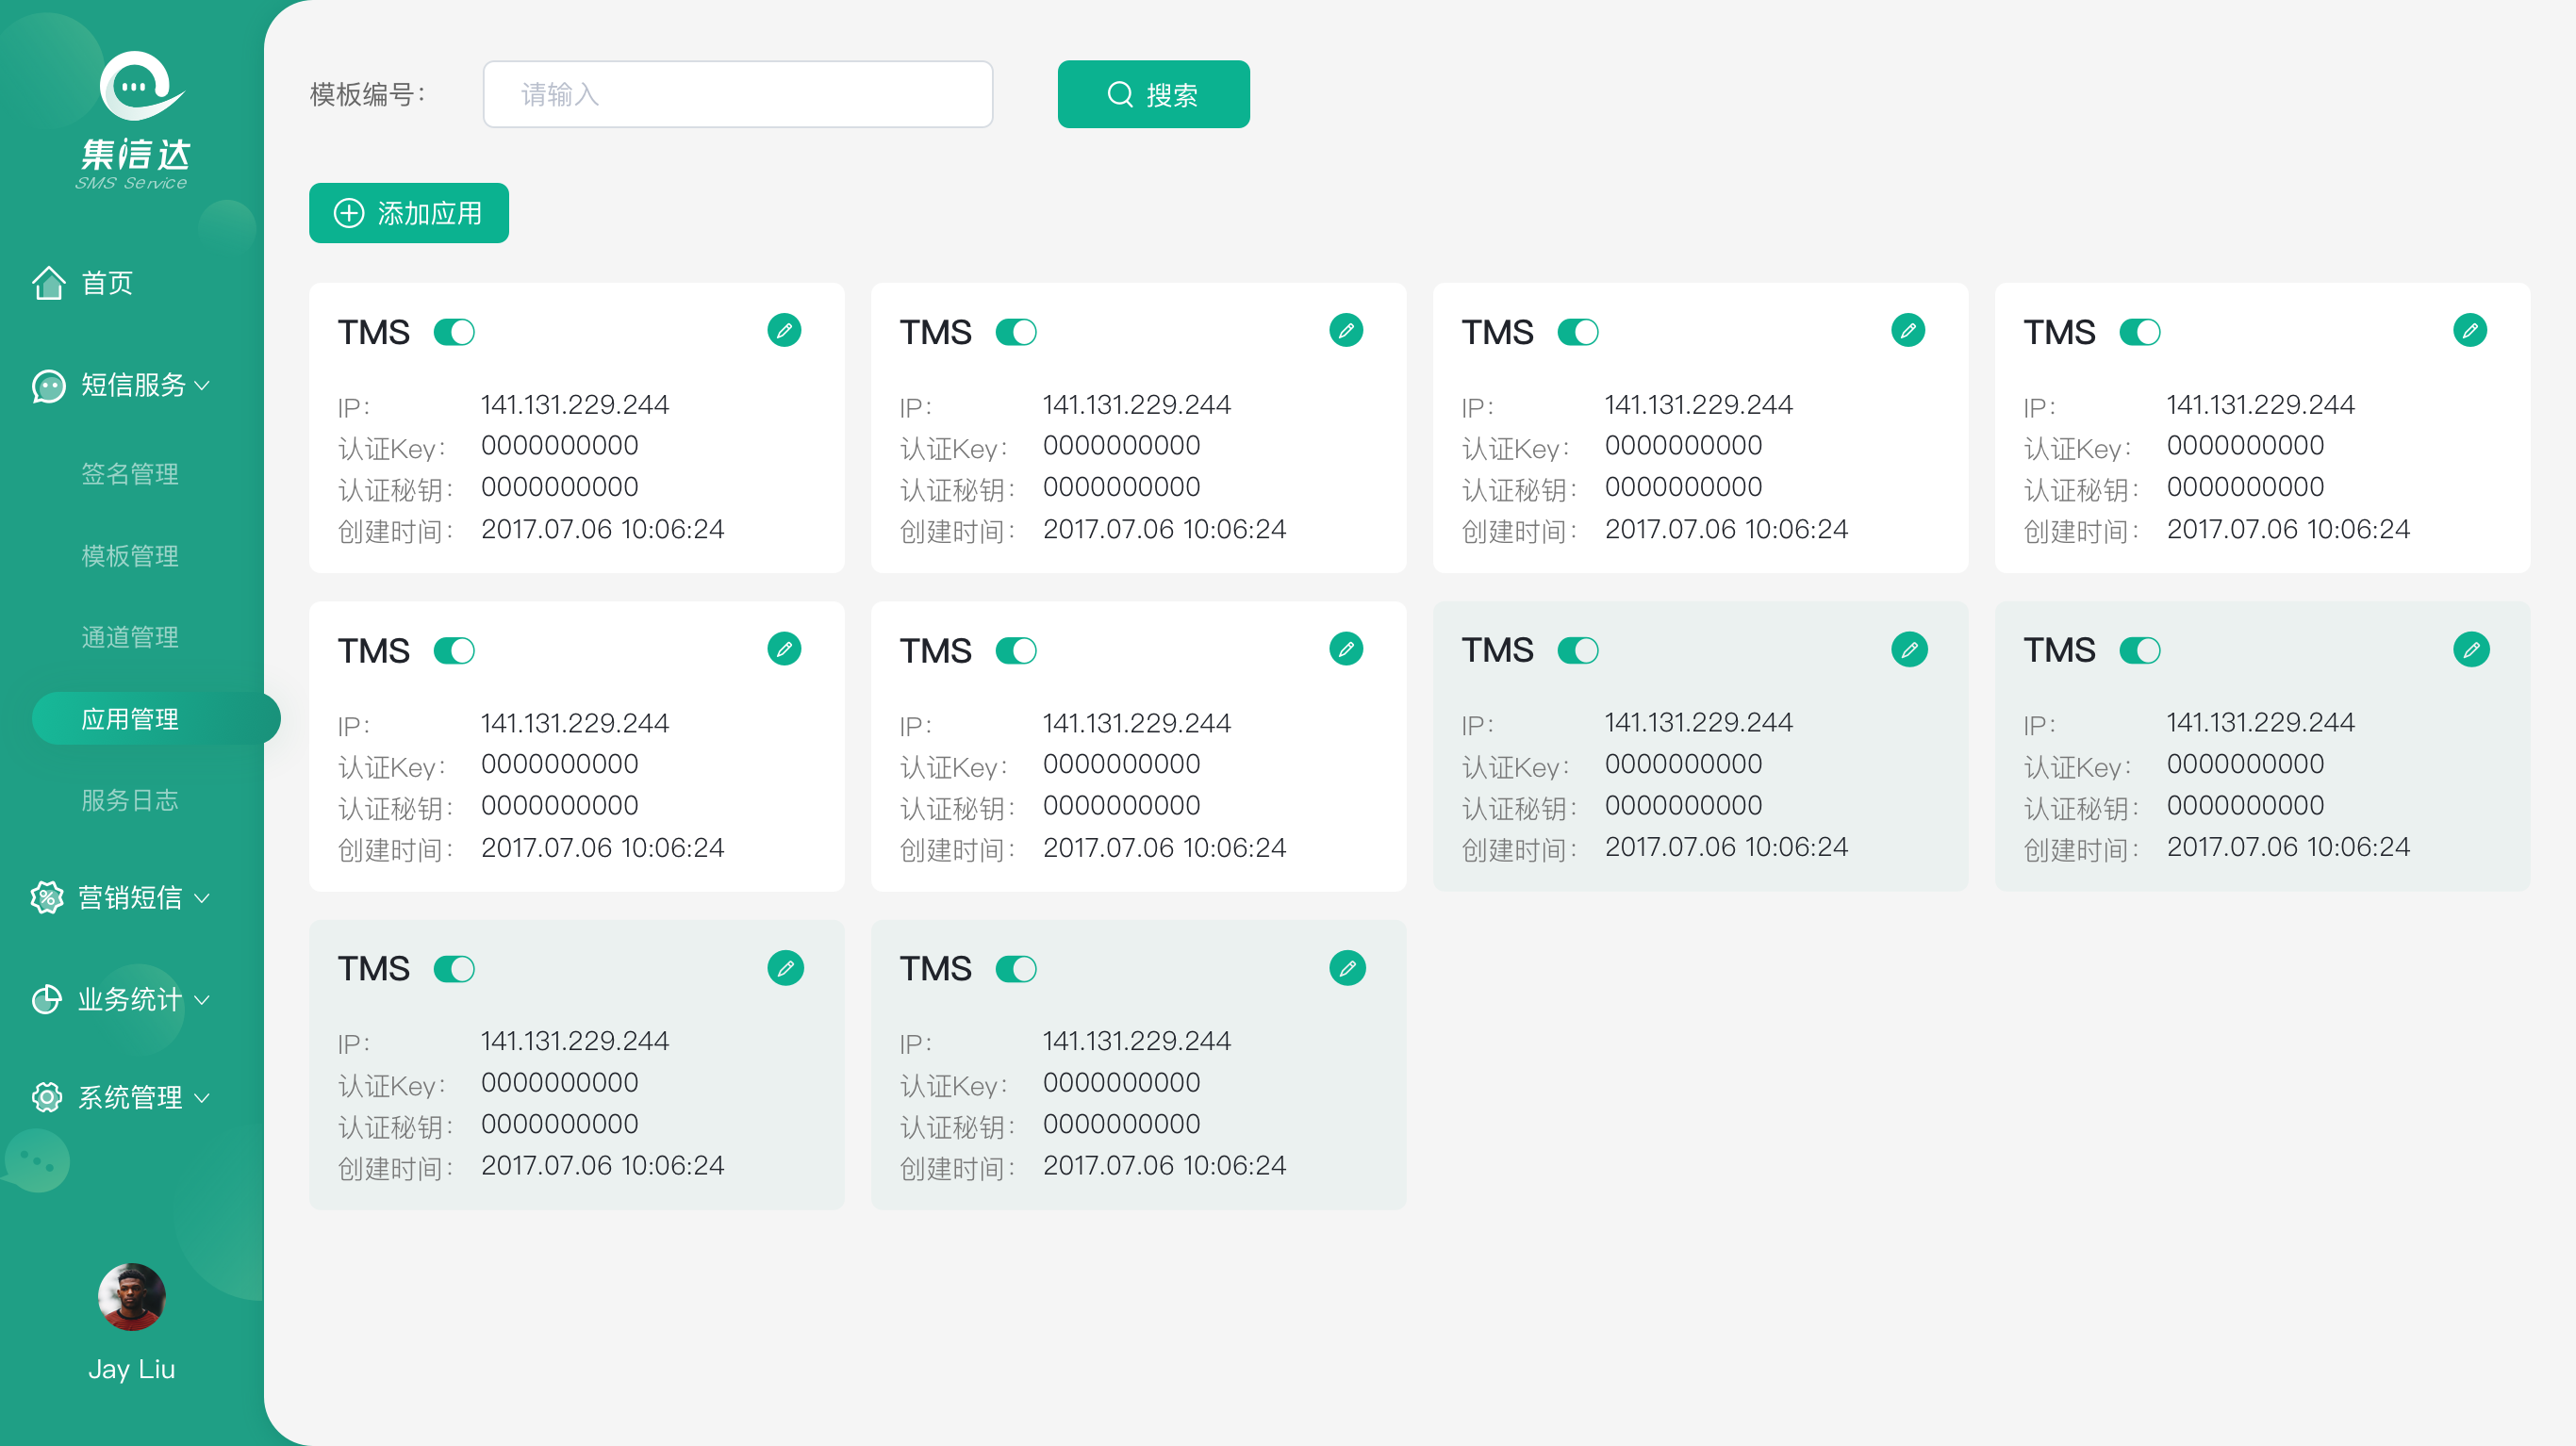 集信达
SMS Service
首页
短信服务
签名管理
模板管理
通道管理
应用管理
服务日志
营销短信
业务统计
系统管理
Jay Liu
模板编号：
请输入
搜索
添加应用
TMS
IP： 141.131.229.244
认证Key： 0000000000
认证秘钥： 0000000000
创建时间： 2017.07.06 10:06:24
TMS
IP： 141.131.229.244
认证Key： 0000000000
认证秘钥： 0000000000
创建时间： 2017.07.06 10:06:24
TMS
IP： 141.131.229.244
认证Key： 0000000000
认证秘钥： 0000000000
创建时间： 2017.07.06 10:06:24
TMS
IP： 141.131.229.244
认证Key： 0000000000
认证秘钥： 0000000000
创建时间： 2017.07.06 10:06:24
TMS
IP： 141.131.229.244
认证Key： 0000000000
认证秘钥： 0000000000
创建时间： 2017.07.06 10:06:24
TMS
IP： 141.131.229.244
认证Key： 0000000000
认证秘钥： 0000000000
创建时间： 2017.07.06 10:06:24
TMS
IP： 141.131.229.244
认证Key： 0000000000
认证秘钥： 0000000000
创建时间： 2017.07.06 10:06:24
TMS
IP： 141.131.229.244
认证Key： 0000000000
认证秘钥： 0000000000
创建时间： 2017.07.06 10:06:24
TMS
IP： 141.131.229.244
认证Key： 0000000000
认证秘钥： 0000000000
创建时间： 2017.07.06 10:06:24
TMS
IP： 141.131.229.244
认证Key： 0000000000
认证秘钥： 0000000000
创建时间： 2017.07.06 10:06:24